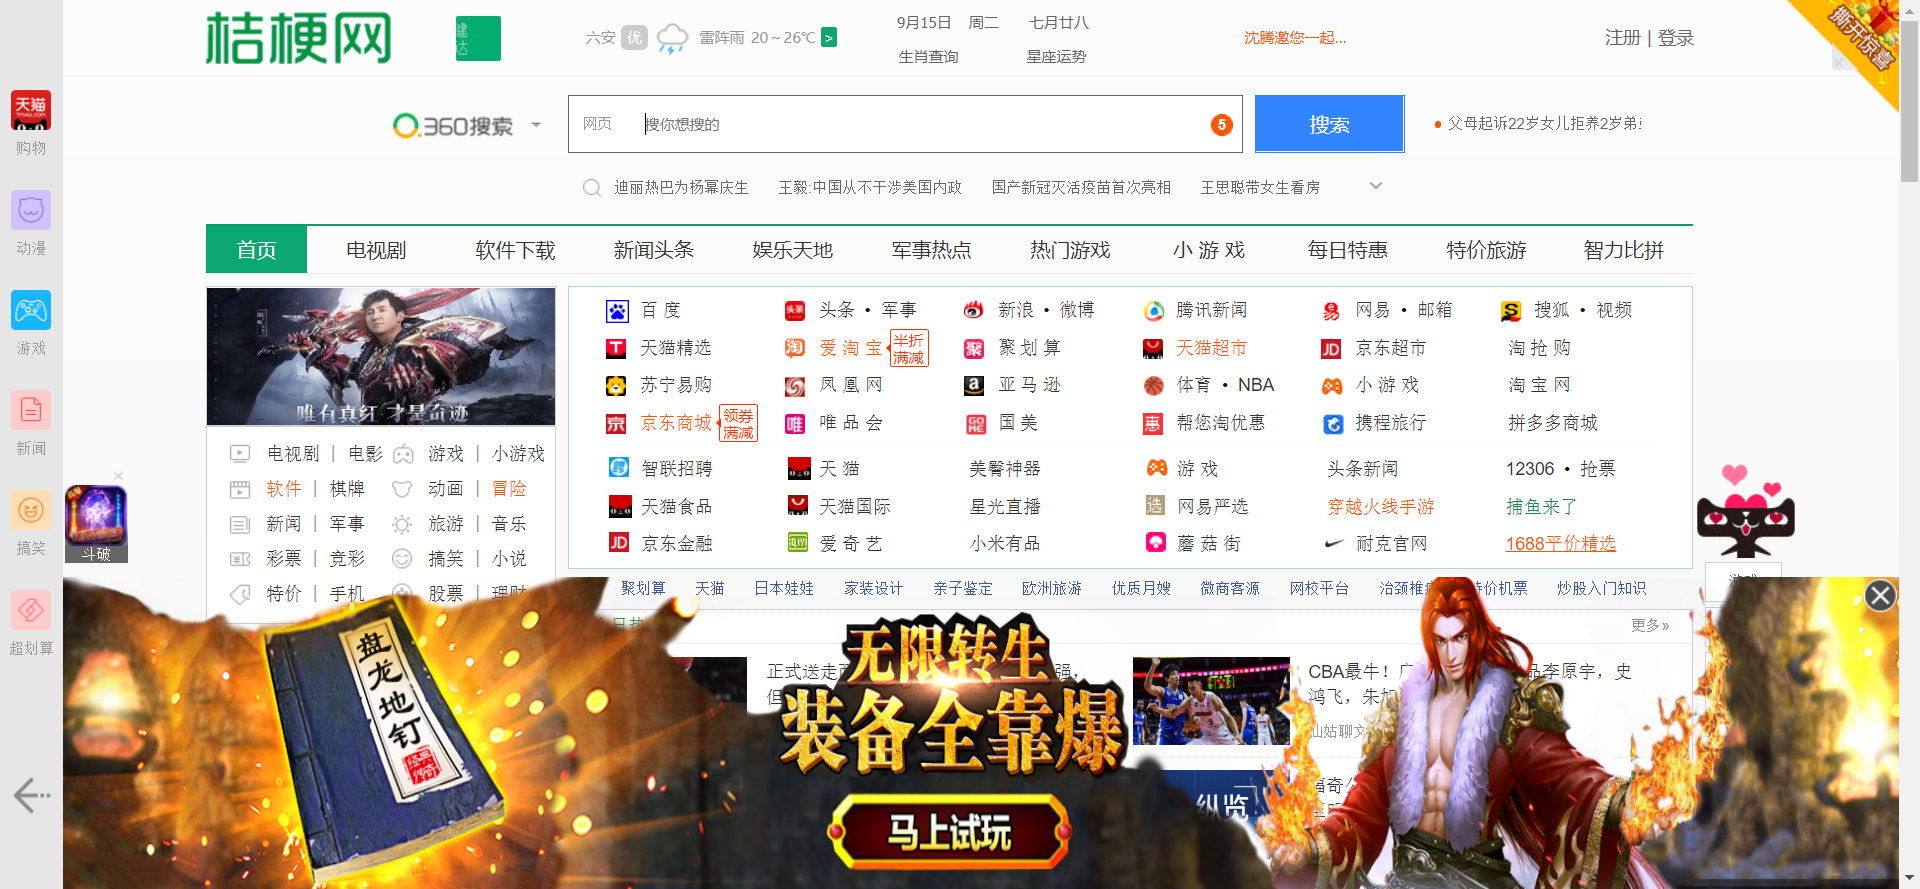 桔梗网
健达
六安 优 雷阵雨 20～26℃ >
9月15日 周二 七月廿八
生肖查询 星座运势
沈腾邀您一起...
注册 | 登录
撕开惊喜
天猫
TMALL.COM
购物
动漫
游戏
新闻
搞笑
超划算
360搜索
网页 搜你想搜的 5
搜索
父母起诉22岁女儿拒养2岁弟
迪丽热巴为杨幂庆生 王毅:中国从不干涉美国内政 国产新冠灭活疫苗首次亮相 王思聪带女生看房
首页 电视剧 软件下载 新闻头条 娱乐天地 军事热点 热门游戏 小 游 戏 每日特惠 特价旅游 智力比拼
唯有真红 才是奇迹
电视剧 | 电影 游戏 | 小游戏
软件 | 棋牌 动画 | 冒险
新闻 | 军事 旅游 | 音乐
彩票 | 竞彩 搞笑 | 小说
特价 | 手机 股票 | 理财
百 度 头条 • 军事 新浪 • 微博 腾讯新闻 网易 • 邮箱 搜狐 • 视频
天猫精选 爱 淘 宝 半折满减 聚 划 算 天猫超市 京东超市 淘 抢 购
苏宁易购 凤 凰 网 亚 马 逊 体育 • NBA 小 游 戏 淘 宝 网
京东商城 领券满减 唯 品 会 国 美 帮您淘优惠 携程旅行 拼多多商城
智联招聘 天 猫 美臀神器 游 戏 头条新闻 12306 • 抢票
天猫食品 天猫国际 星光直播 网易严选 穿越火线手游 捕鱼来了
京东金融 爱 奇 艺 小米有品 蘑 菇 街 耐克官网 1688平价精选
聚划算 天猫 日本娃娃 家装设计 亲子鉴定 欧洲旅游 优质月嫂 微商客源 网校平台 治颈椎 特价机票 炒股入门知识
更多»
斗破
正式送走
强，
但
CBA最牛！广
品李原宇，史
鸿飞，朱旭
山姑聊文
纵览
盘龙地钉
经典传奇
无限转生
装备全靠爆
马上试玩